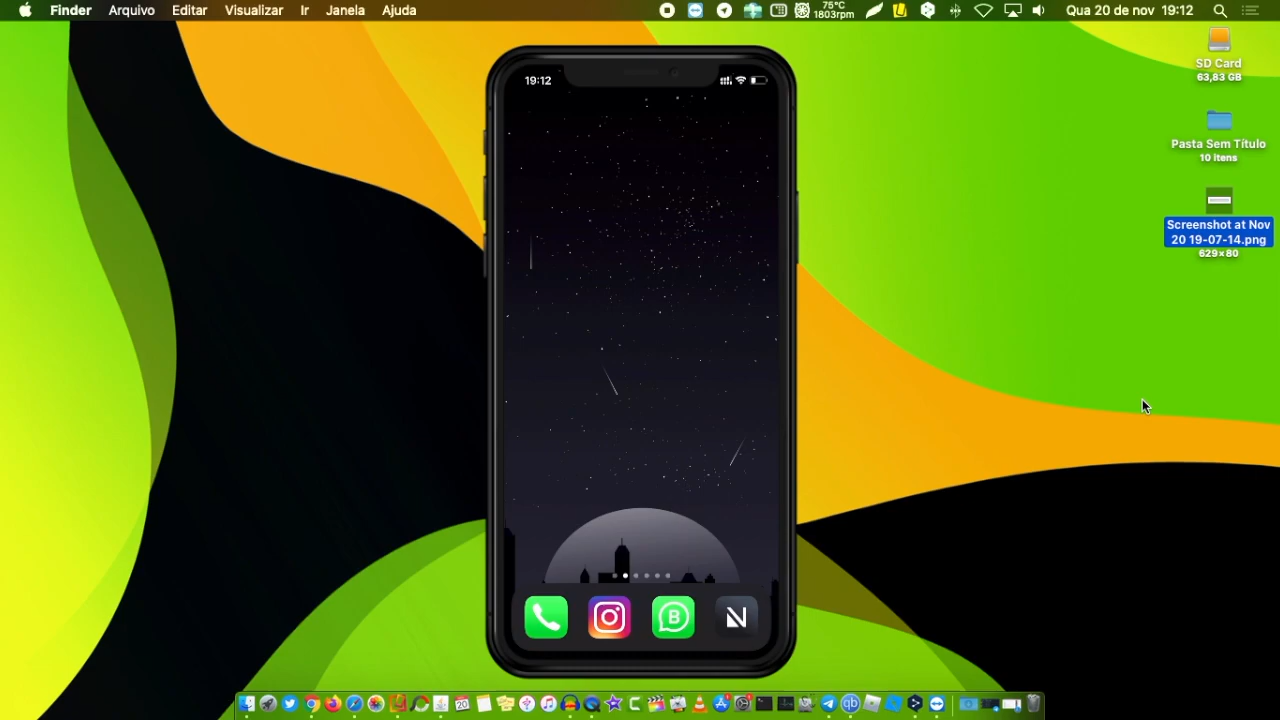 Finder Arquivo Editar Visualizar Ir Janela Ajuda 75°C 1803rpm Qua 20 de nov 19:12
SD Card
63,83 GB
19:12
Pasta Sem Título
10 itens
Screenshot at Nov
20 19-07-14.png
629×80
B
20